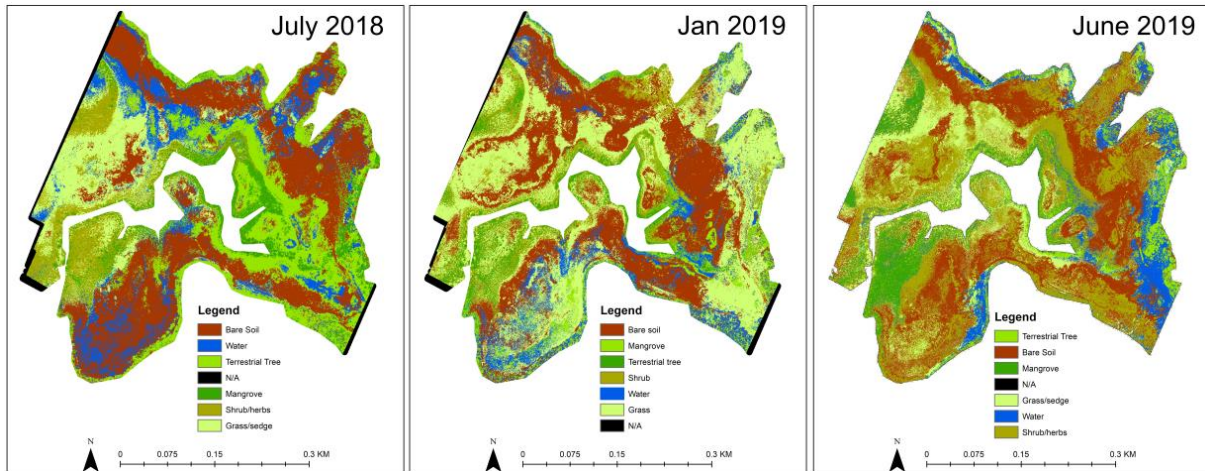 July 2018
Legend
Bare Soil
Water
Terrestrial Tree
N/A
Mangrove
Shrub/herbs
Grass/sedge
N
0 0.075 0.15 0.3 KM
Jan 2019
Legend
Bare soil
Mangrove
Terrestrial tree
Shrub
Water
Grass
N/A
N
0 0.075 0.15 0.3 KM
June 2019
Legend
Terrestrial Tree
Bare Soil
Mangrove
N/A
Grass/sedge
Water
Shrub/herbs
N
0 0.075 0.15 0.3 KM